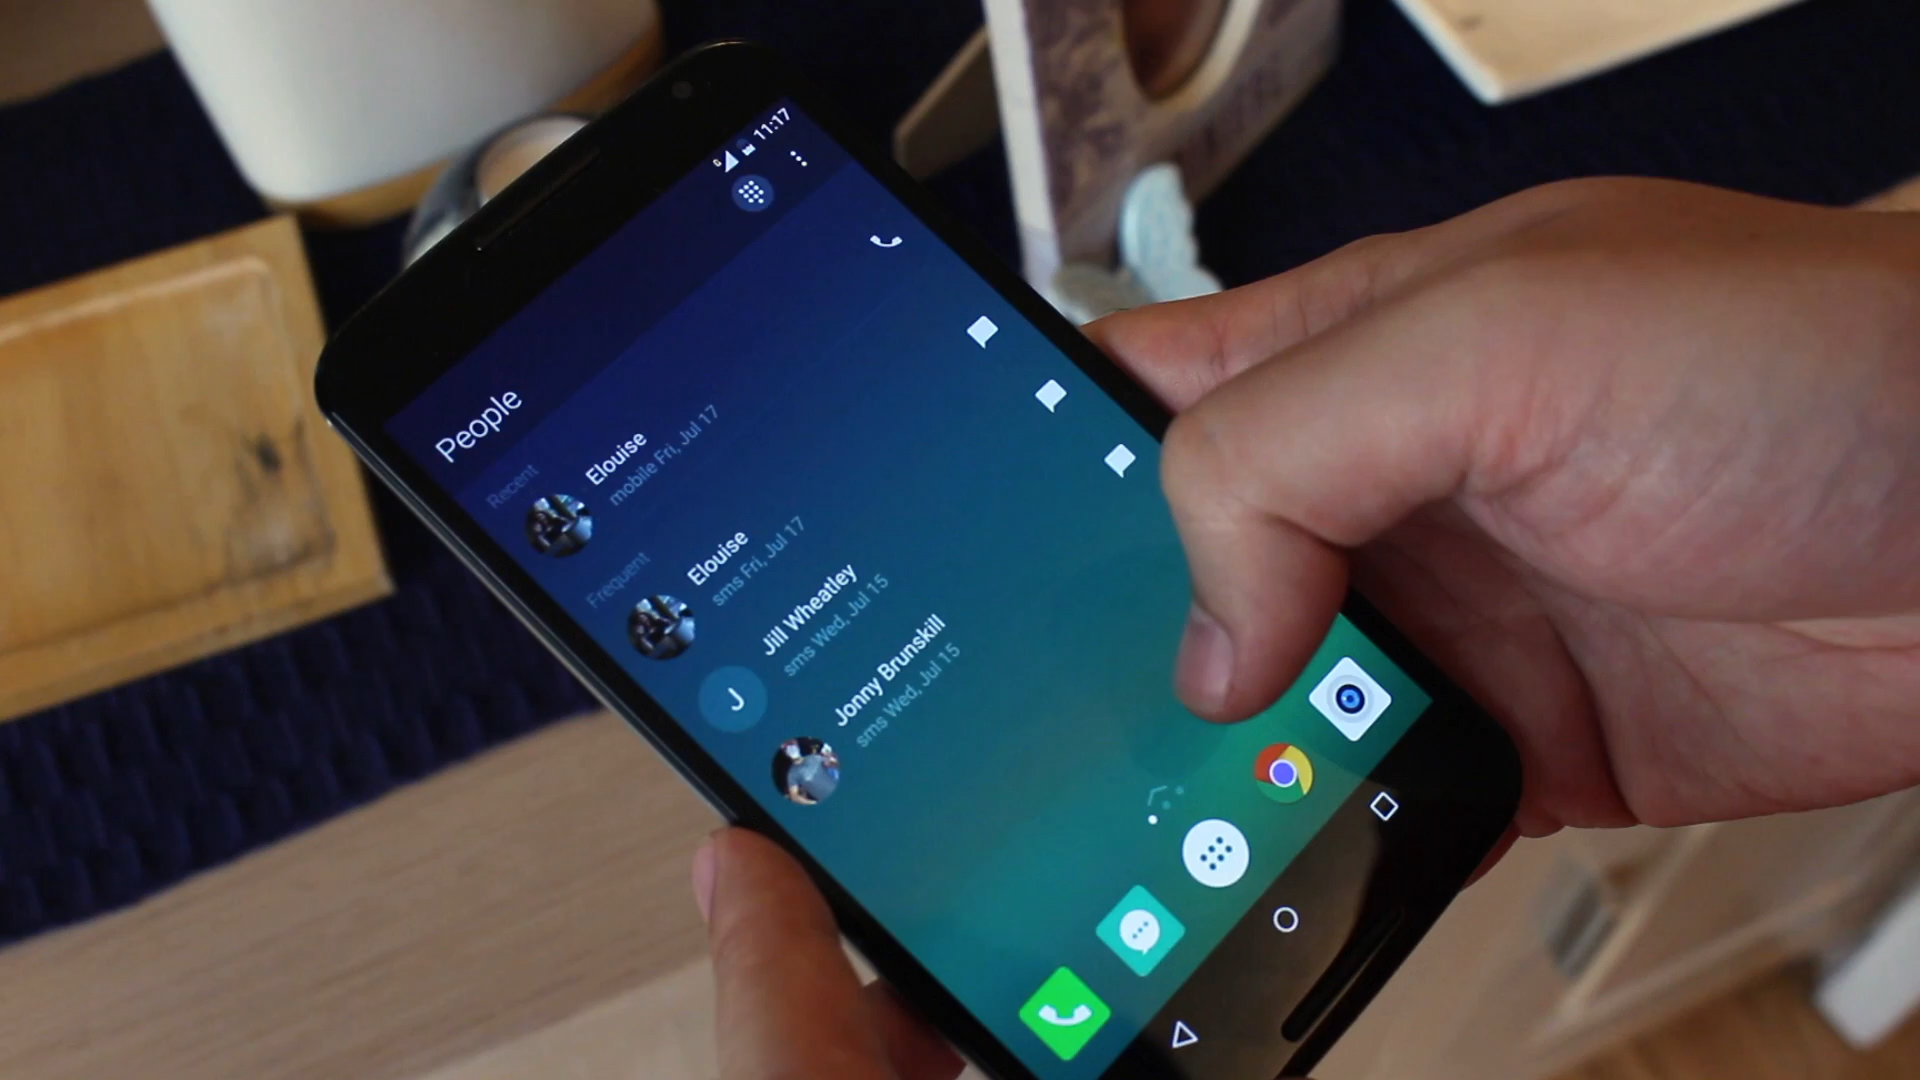 11:17
People
Recent
Elouise
mobile Fri, Jul 17
Frequent
Elouise
sms Fri, Jul 17
Jill Wheatley
sms Wed, Jul 15
J
Jonny Brunskill
sms Wed, Jul 15